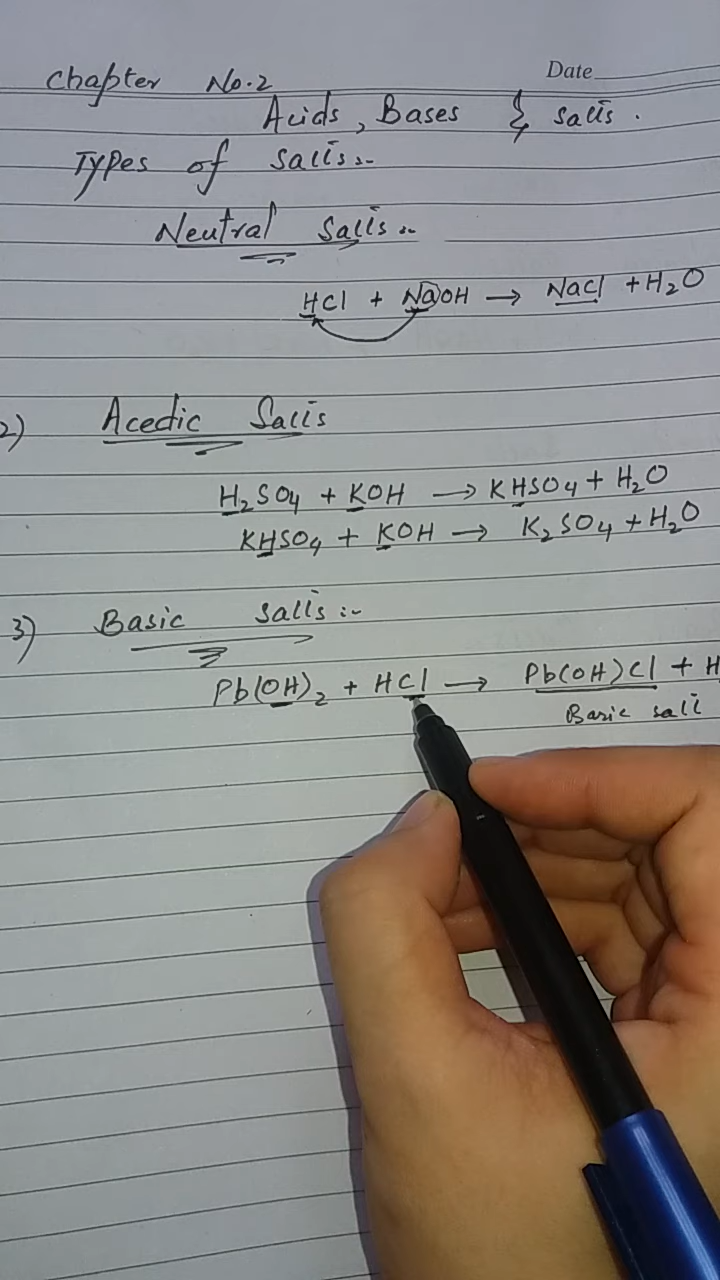 Chapter No.2
Date
Acids, Bases & Salts.
Types of Salts:-
Neutral Salts:-
HCl + NaOH → NaCl + H₂O
2) Acedic Salts
H₂SO₄ + KOH → KHSO₄ + H₂O
KHSO₄ + KOH → K₂SO₄ + H₂O
3) Basic salts:-
Pb(OH)₂ + HCl → Pb(OH)Cl + H
Basic salt